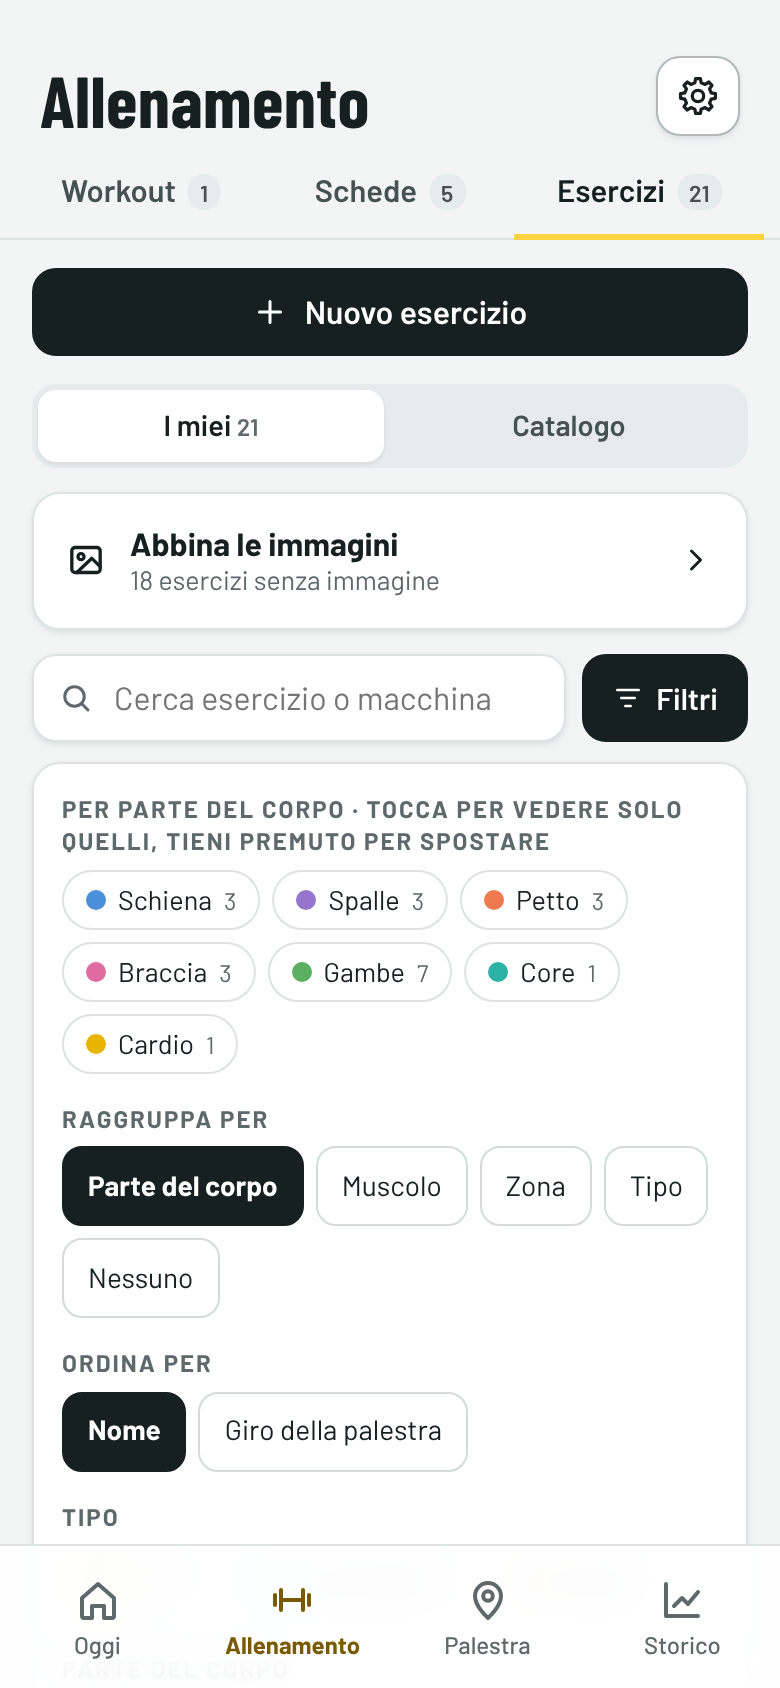 Allenamento
Workout 1
Schede 5
Esercizi 21
Nuovo esercizio
I miei 21
Catalogo
Abbina le immagini
18 esercizi senza immagine
Cerca esercizio o macchina
Filtri
PER PARTE DEL CORPO · TOCCA PER VEDERE SOLO
QUELLI, TIENI PREMUTO PER SPOSTARE
Schiena 3
Spalle 3
Petto 3
Braccia 3
Gambe 7
Core 1
Cardio 1
RAGGRUPPA PER
Parte del corpo
Muscolo
Zona
Tipo
Nessuno
ORDINA PER
Nome
Giro della palestra
TIPO
Oggi
Allenamento
Palestra
Storico
PARTE DEL CORPO